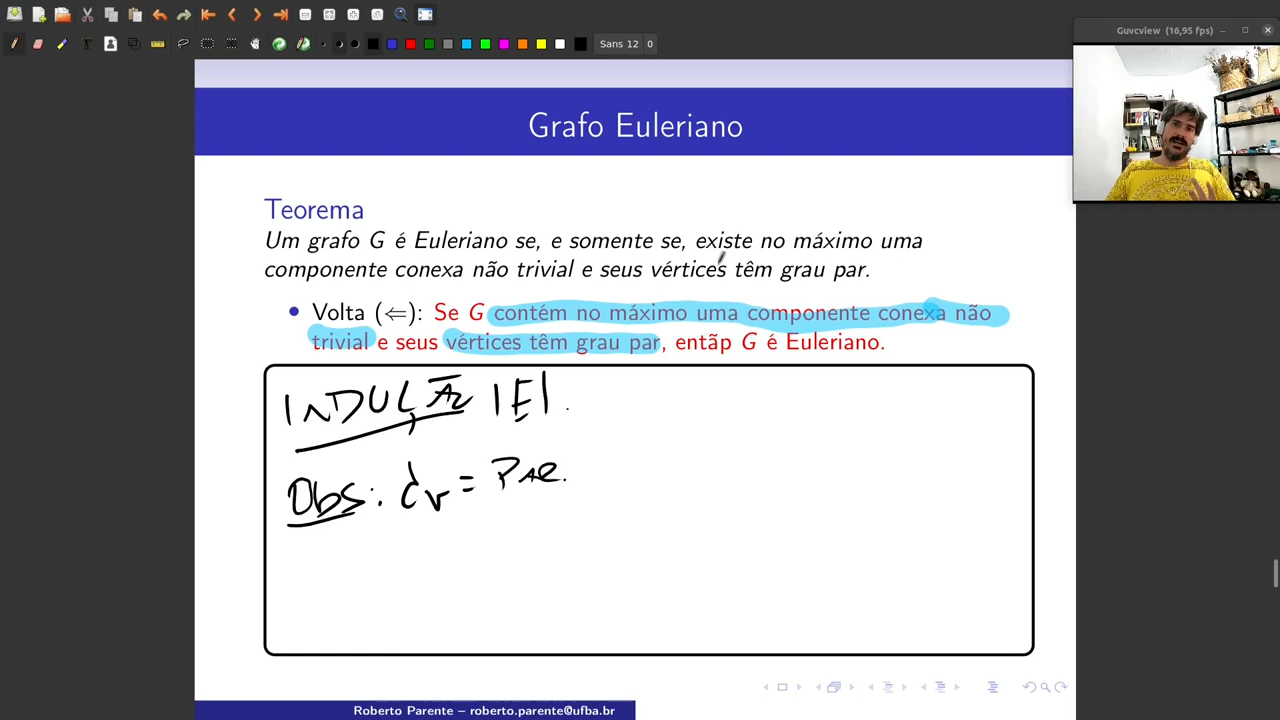 Guvcview (16,95 fps)
Sans 12 0
Grafo Euleriano
Teorema
Um grafo G é Euleriano se, e somente se, existe no máximo uma
componente conexa não trivial e seus vértices têm grau par.
• Volta (⇐): Se G contém no máximo uma componente conexa não
trivial e seus vértices têm grau par, entãp G é Euleriano.
INDUÇÃO |E|.
Obs: dv = PAR.
Roberto Parente – roberto.parente@ufba.br